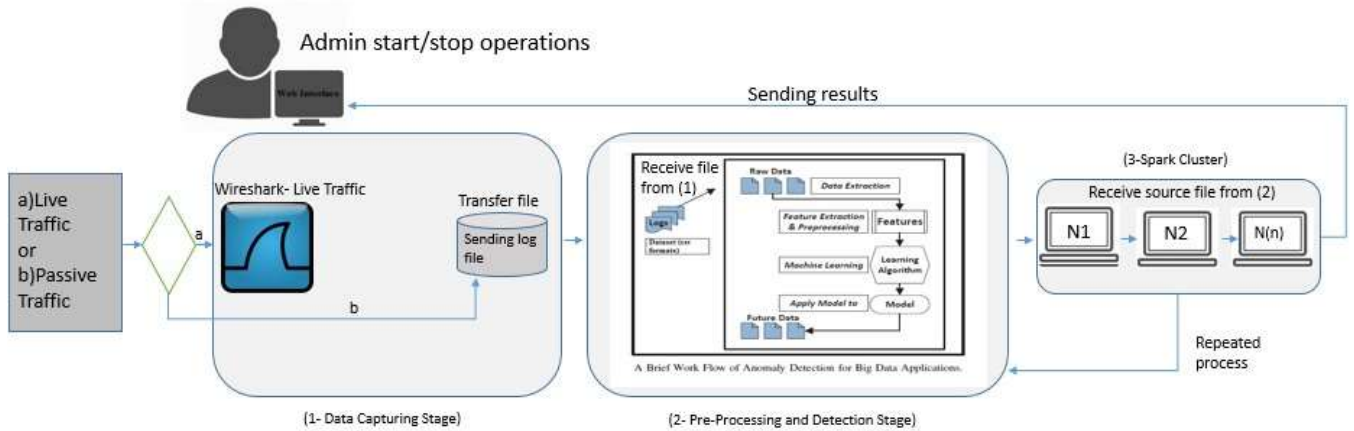 Admin start/stop operations
Web Interface
Sending results
a)Live
Traffic
or
b)Passive
Traffic
a
b
Wireshark- Live Traffic
Transfer file
Sending log
file
(1- Data Capturing Stage)
Receive file
from (1)
Logs
Dataset (csv
formats)
Raw Data
Data Extraction
Feature Extraction
& Preprocessing
Features
Machine Learning
Learning
Algorithm
Apply Model to
Model
Future Data
A Brief Work Flow of Anomaly Detection for Big Data Applications.
(2- Pre-Processing and Detection Stage)
(3-Spark Cluster)
Receive source file from (2)
N1
N2
N(n)
Repeated
process